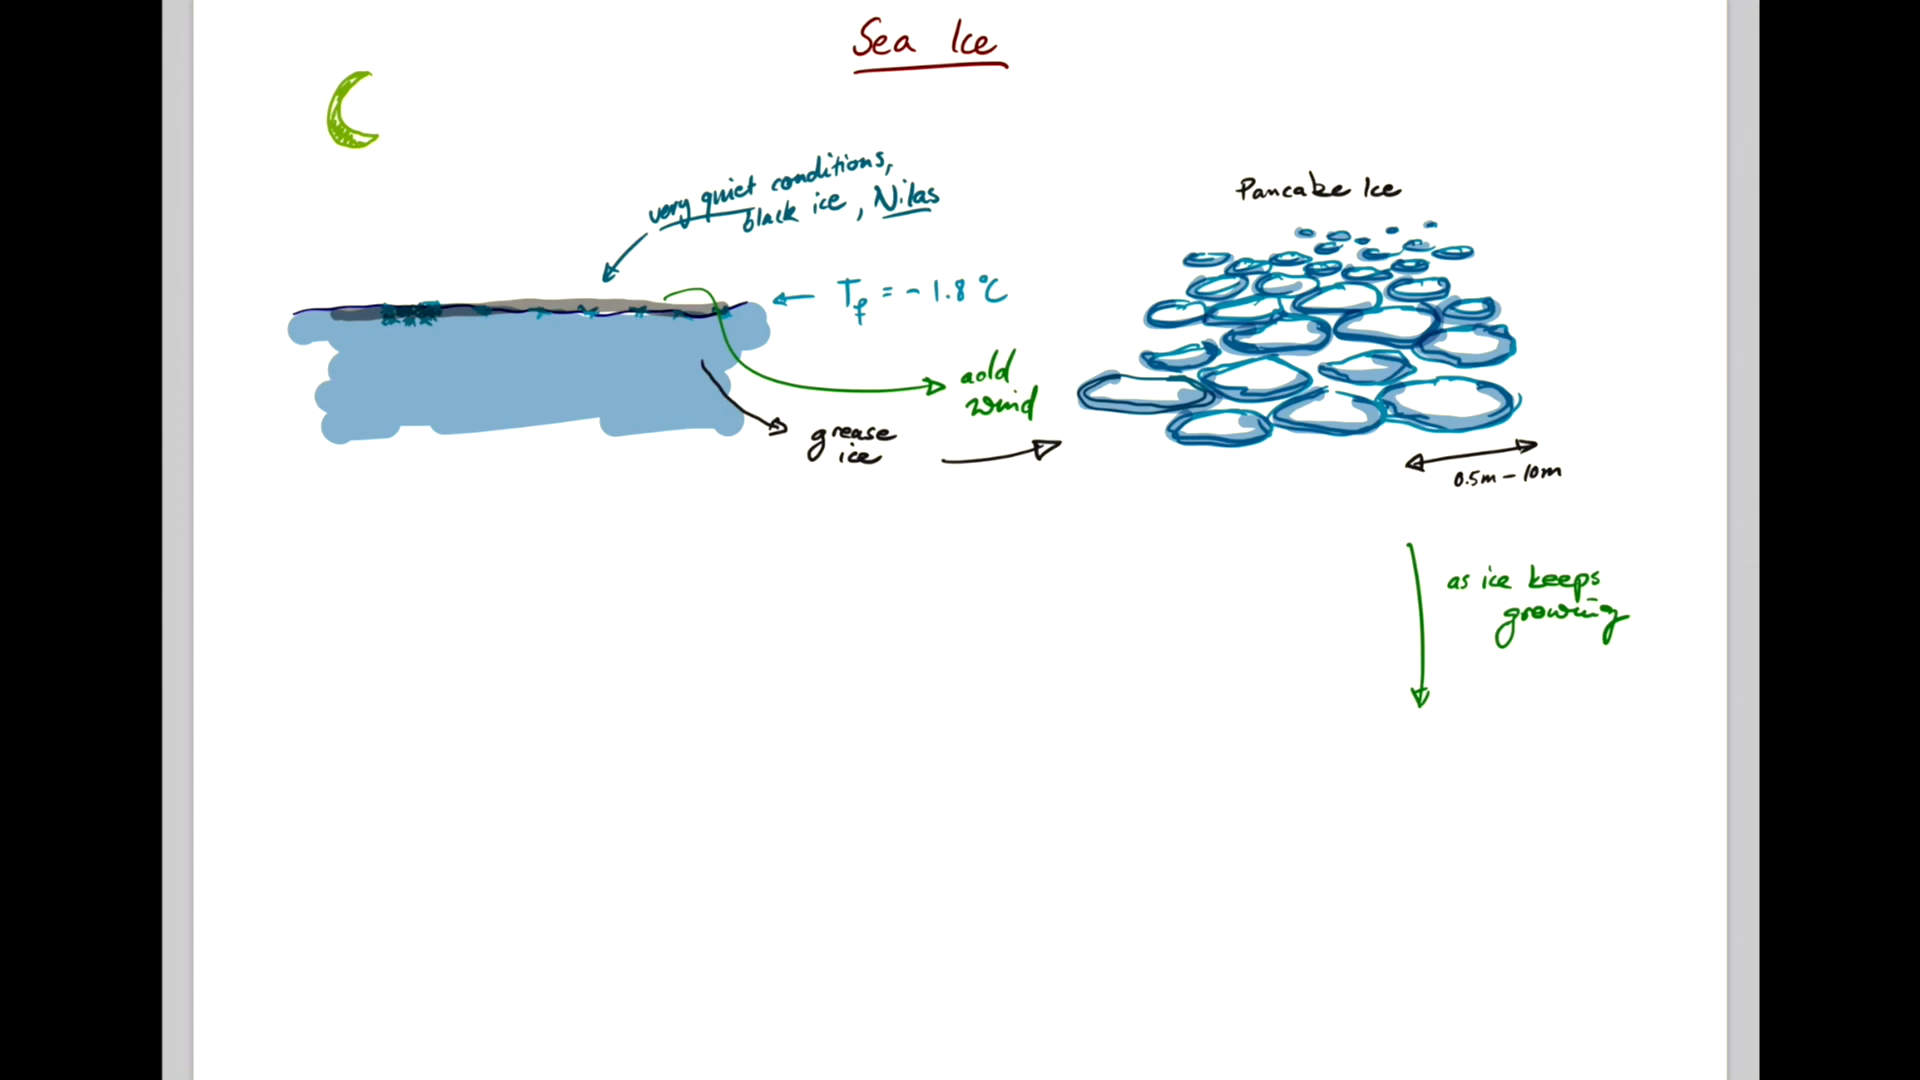 Sea Ice
very quiet conditions,
black ice, Nilas
Pancake Ice
← Tf = - 1.8 °C
add
wind
grease
ice
0.5m - 10m
as ice keeps
growing